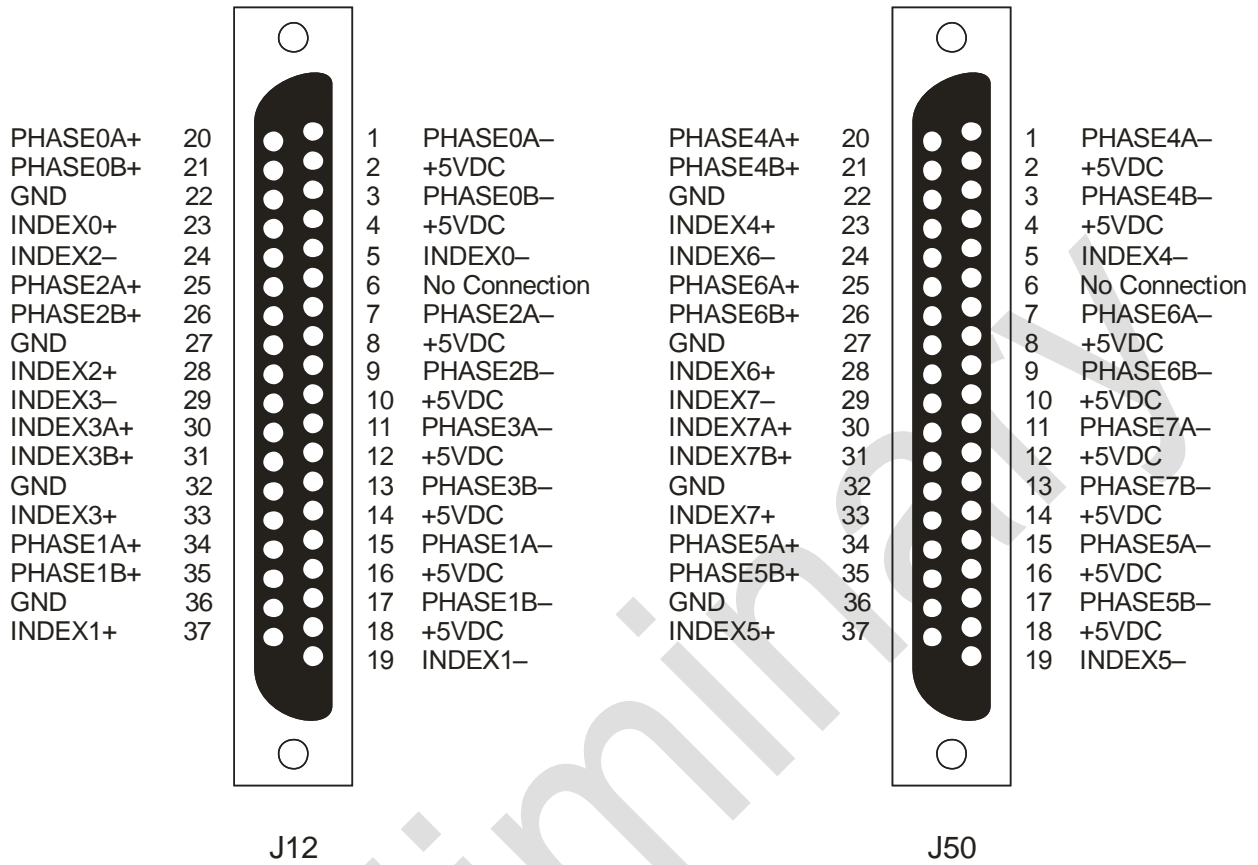 PHASE0A+ 20 1 PHASE0A– PHASE4A+ 20 1 PHASE4A–
PHASE0B+ 21 2 +5VDC PHASE4B+ 21 2 +5VDC
GND 22 3 PHASE0B– GND 22 3 PHASE4B–
INDEX0+ 23 4 +5VDC INDEX4+ 23 4 +5VDC
INDEX2– 24 5 INDEX0– INDEX6– 24 5 INDEX4–
PHASE2A+ 25 6 No Connection PHASE6A+ 25 6 No Connection
PHASE2B+ 26 7 PHASE2A– PHASE6B+ 26 7 PHASE6A–
GND 27 8 +5VDC GND 27 8 +5VDC
INDEX2+ 28 9 PHASE2B– INDEX6+ 28 9 PHASE6B–
INDEX3– 29 10 +5VDC INDEX7– 29 10 +5VDC
INDEX3A+ 30 11 PHASE3A– INDEX7A+ 30 11 PHASE7A–
INDEX3B+ 31 12 +5VDC INDEX7B+ 31 12 +5VDC
GND 32 13 PHASE3B– GND 32 13 PHASE7B–
INDEX3+ 33 14 +5VDC INDEX7+ 33 14 +5VDC
PHASE1A+ 34 15 PHASE1A– PHASE5A+ 34 15 PHASE5A–
PHASE1B+ 35 16 +5VDC PHASE5B+ 35 16 +5VDC
GND 36 17 PHASE1B– GND 36 17 PHASE5B–
INDEX1+ 37 18 +5VDC INDEX5+ 37 18 +5VDC
19 INDEX1– 19 INDEX5–
J12 J50